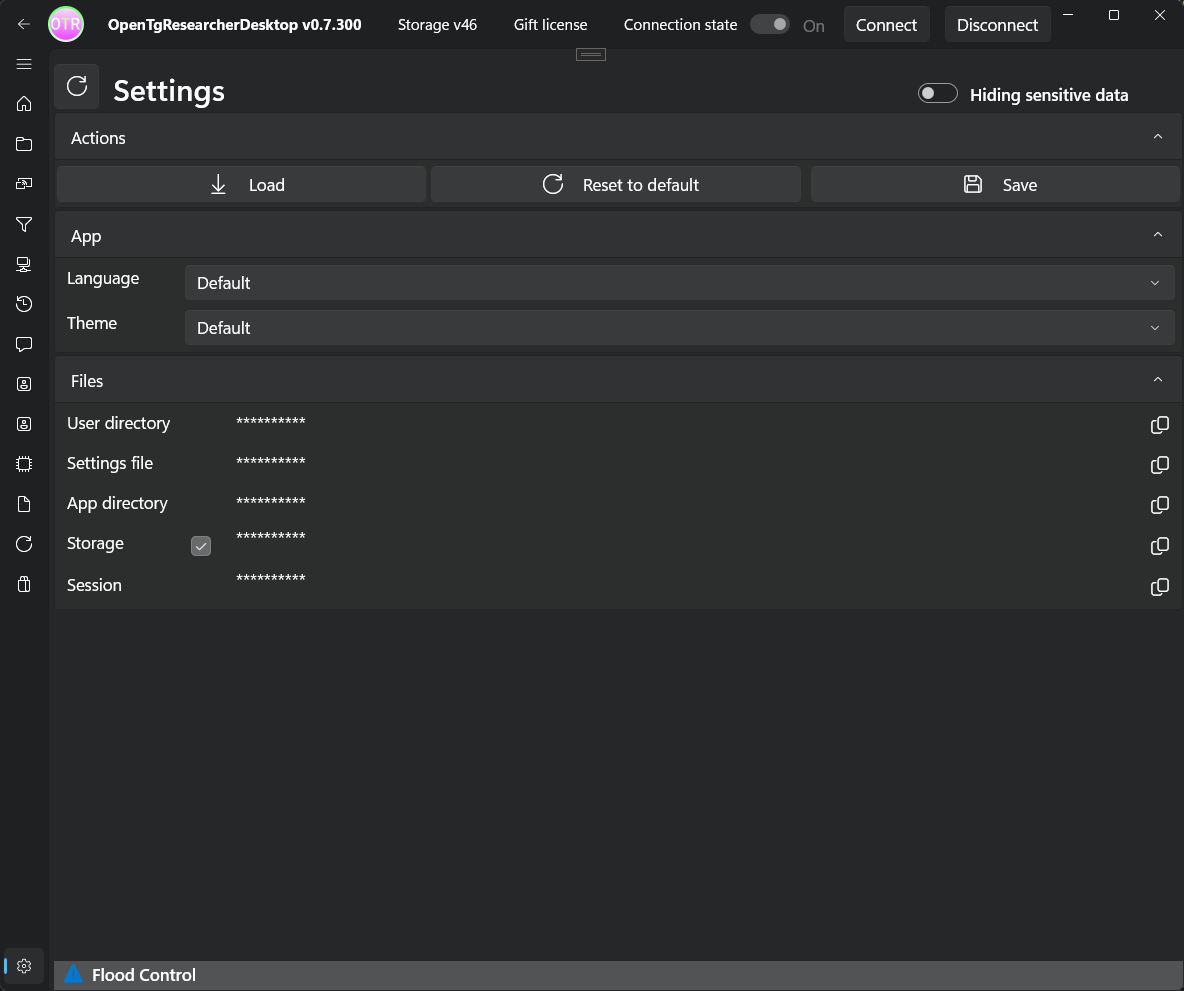 OTR OpenTgResearcherDesktop v0.7.300 Storage v46 Gift license Connection state On Connect Disconnect
Settings Hiding sensitive data
Actions
Load Reset to default Save
App
Language Default
Theme Default
Files
User directory **********
Settings file **********
App directory **********
Storage **********
Session **********
Flood Control